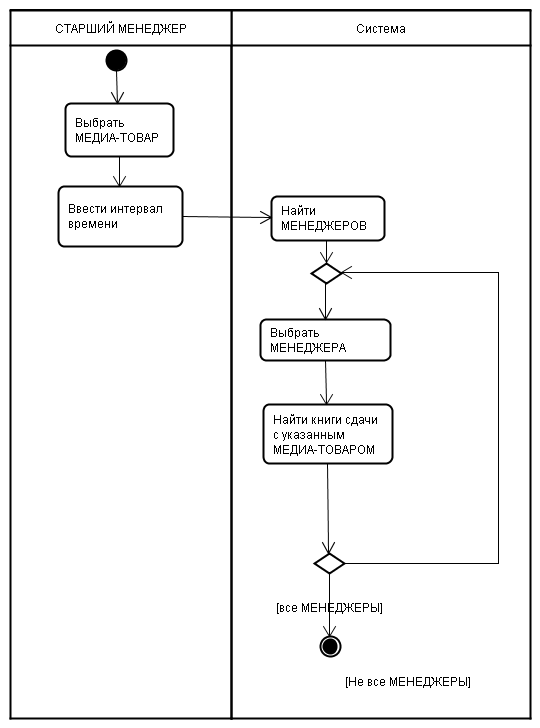 СТАРШИЙ МЕНЕДЖЕР
Система
Выбрать
МЕДИА-ТОВАР
Ввести интервал
времени
Найти
МЕНЕДЖЕРОВ
Выбрать
МЕНЕДЖЕРА
Найти книги сдачи
с указанным
МЕДИА-ТОВАРОМ
[все МЕНЕДЖЕРЫ]
[Не все МЕНЕДЖЕРЫ]